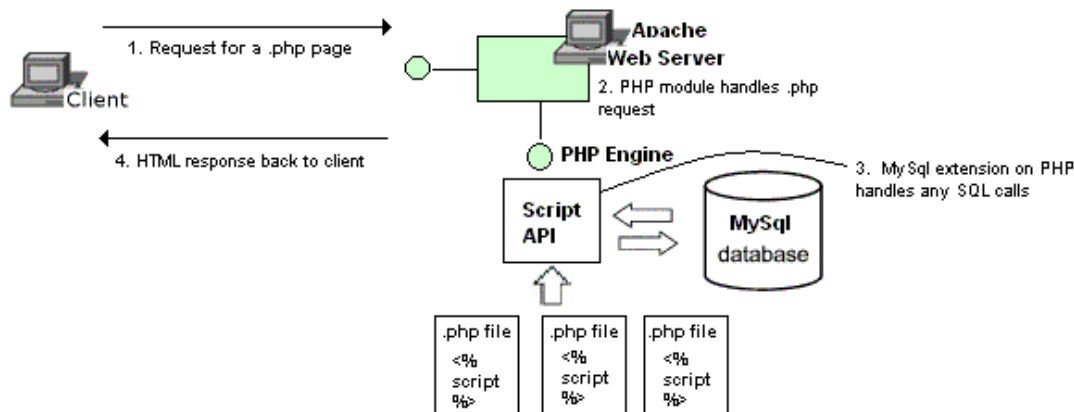 1. Request for a .php page
Apache
Web Server
Client
2. PHP module handles .php
request
4. HTML response back to client
PHP Engine
3. MySql extension on PHP
handles any SQL calls
Script
API
MySql
database
.php file
<%
script
%>
.php file
<%
script
%>
.php file
<%
script
%>